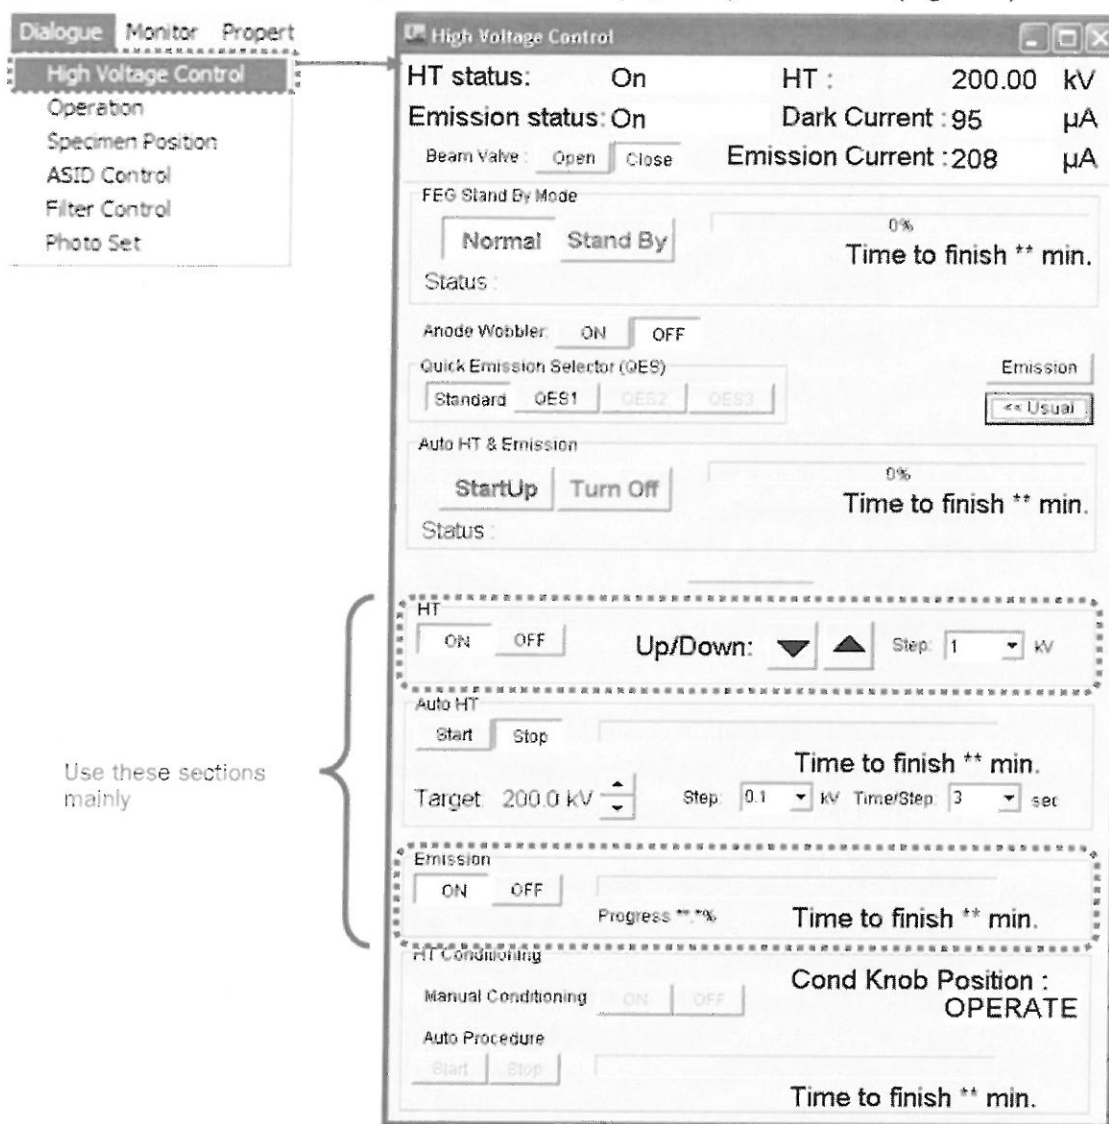 Dialogue Monitor Propert
High Voltage Control
Operation
Specimen Position
ASID Control
Filter Control
Photo Set
High Voltage Control
HT status: On HT : 200.00 kV
Emission status: On Dark Current : 95 µA
Beam Valve : Open Close Emission Current : 208 µA
FEG Stand By Mode
Normal Stand By 0%
Time to finish ** min.
Status :
Anode Wobbler: ON OFF
Quick Emission Selector (QES) Emission
Standard QES1 QES2 QES3 << Usual
Auto HT & Emission
StartUp Turn Off 0%
Time to finish ** min.
Status :
HT
ON OFF Up/Down: Step: 1 kV
Auto HT
Start Stop
Time to finish ** min.
Target 200.0 kV Step: 0.1 kV Time/Step: 3 sec
Use these sections
mainly
Emission
ON OFF
Progress **.*% Time to finish ** min.
HT Conditioning
Cond Knob Position :
Manual Conditioning ON OFF OPERATE
Auto Procedure
Start Stop
Time to finish ** min.